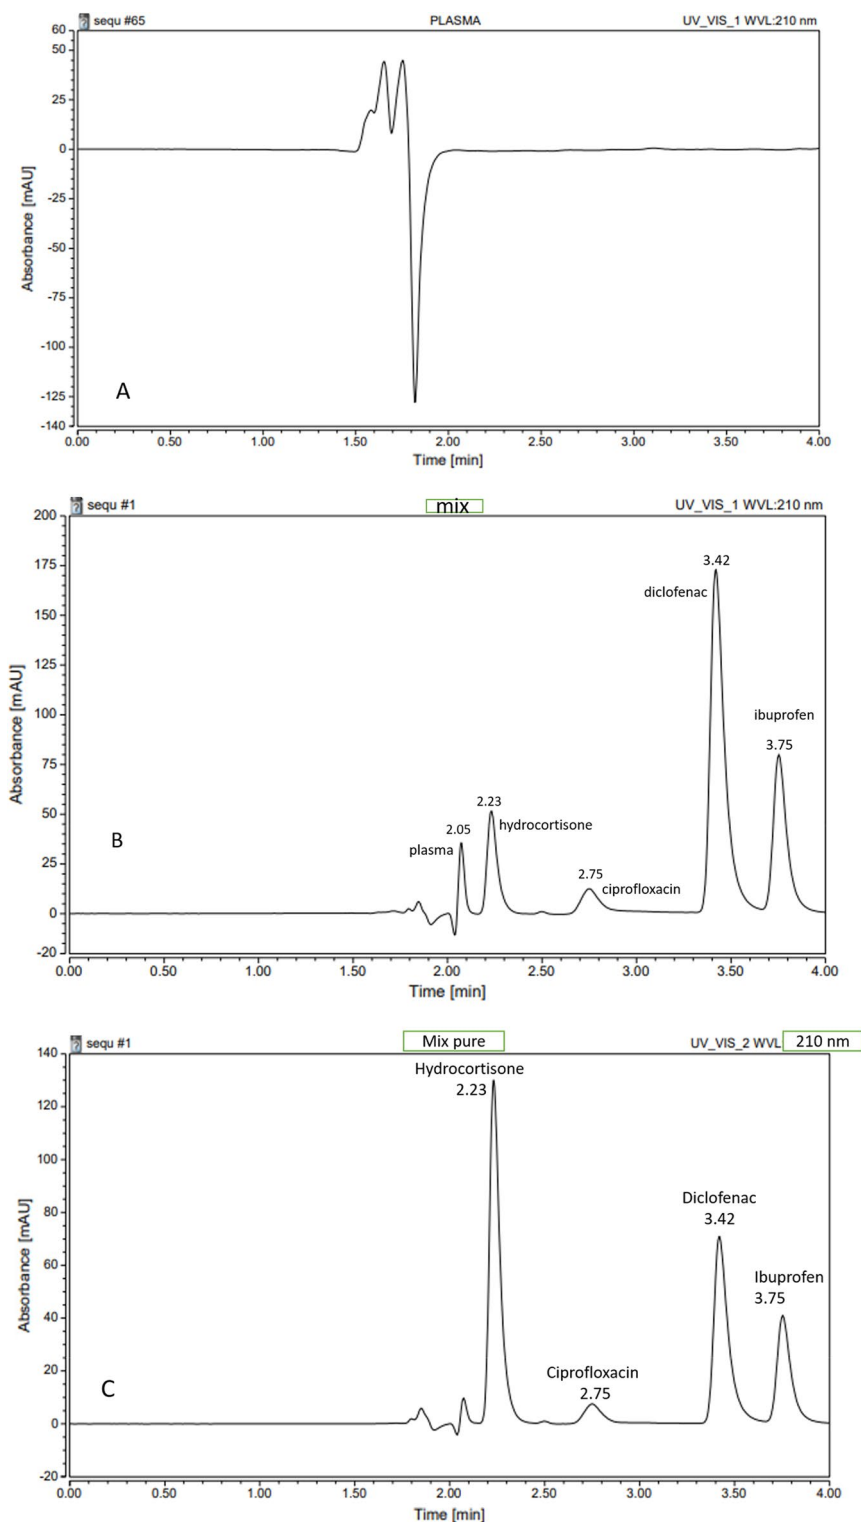 sequ #65 PLASMA UV_VIS_1 WVL:210 nm
60
50
25
0
-25
-50
-75
-100
-125
-140
Absorbance [mAU]
A
0.00 0.50 1.00 1.50 2.00 2.50 3.00 3.50 4.00
Time [min]
sequ #1 mix UV_VIS_1 WVL:210 nm
200
175
150
125
100
75
50
25
0
-20
Absorbance [mAU]
3.42
diclofenac
ibuprofen
3.75
2.23
hydrocortisone
2.05
plasma
B
2.75
ciprofloxacin
0.00 0.50 1.00 1.50 2.00 2.50 3.00 3.50 4.00
Time [min]
sequ #1 Mix pure UV_VIS_2 WVL 210 nm
140
120
100
80
60
40
20
0
-20
Absorbance [mAU]
Hydrocortisone
2.23
Diclofenac
3.42
Ibuprofen
3.75
Ciprofloxacin
2.75
C
0.00 0.50 1.00 1.50 2.00 2.50 3.00 3.50 4.00
Time [min]